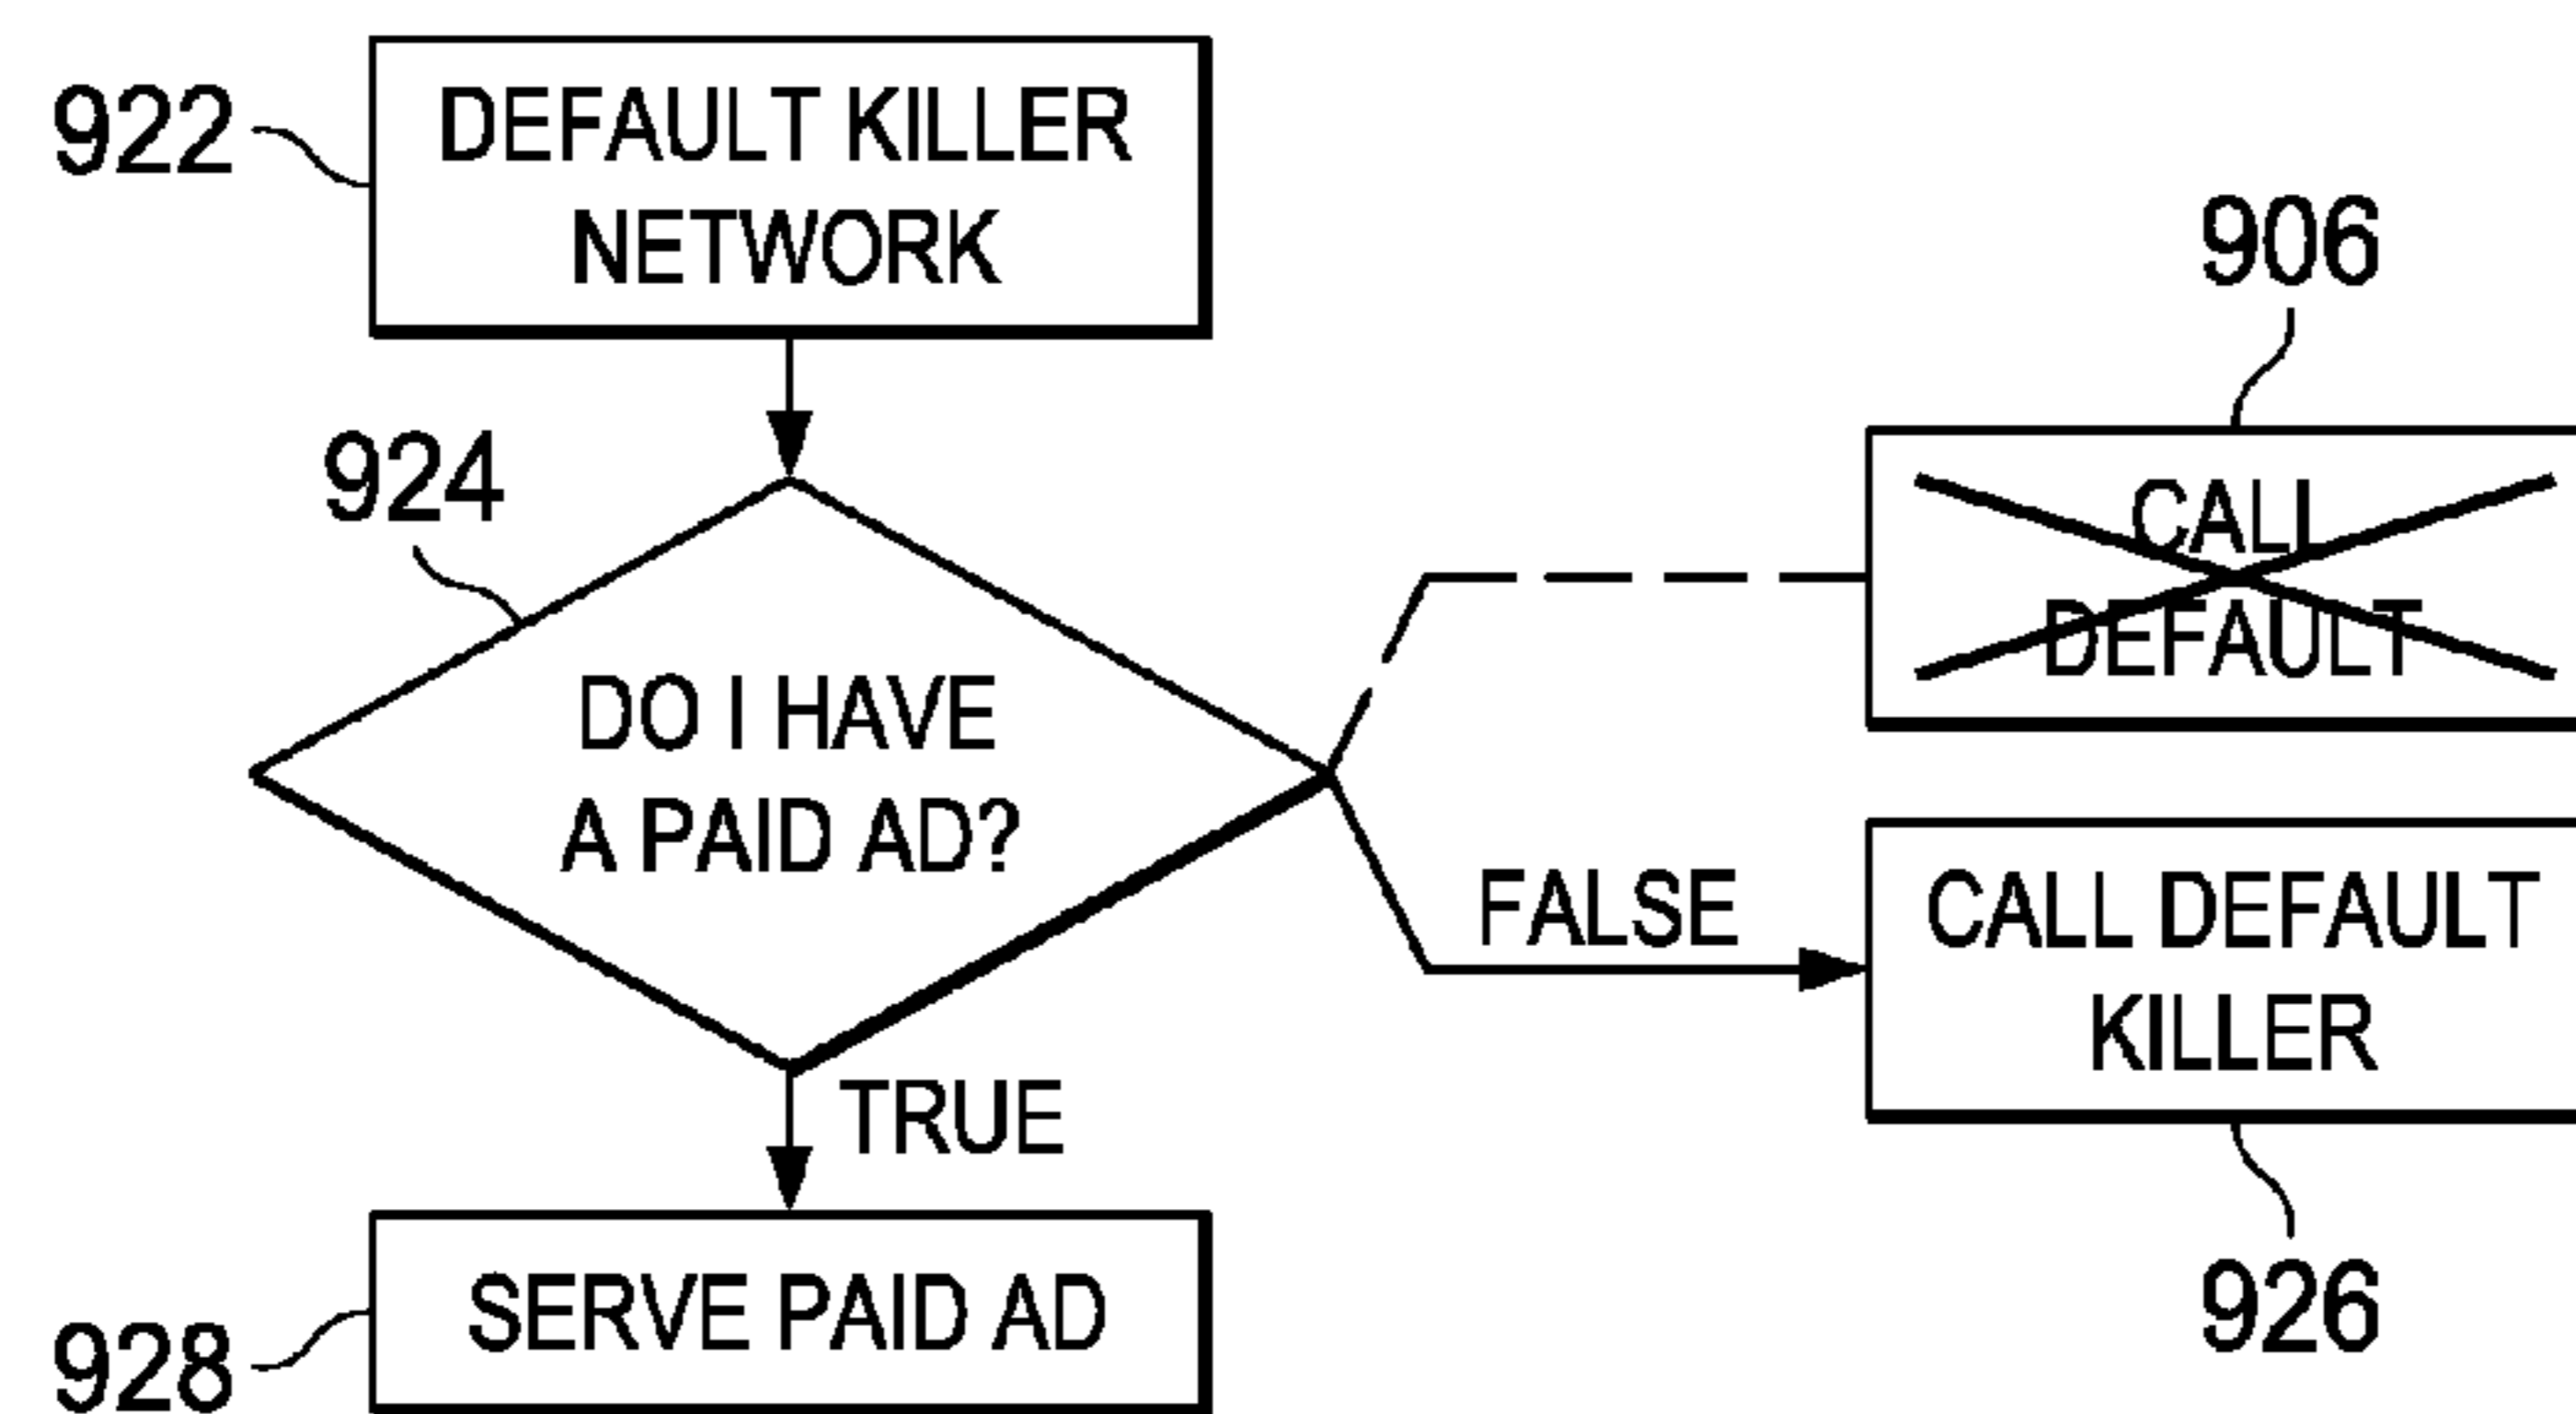 922
DEFAULT KILLER
NETWORK
906
924
CALL
DEFAULT
DO I HAVE
A PAID AD?
FALSE
CALL DEFAULT
KILLER
TRUE
926
928
SERVE PAID AD